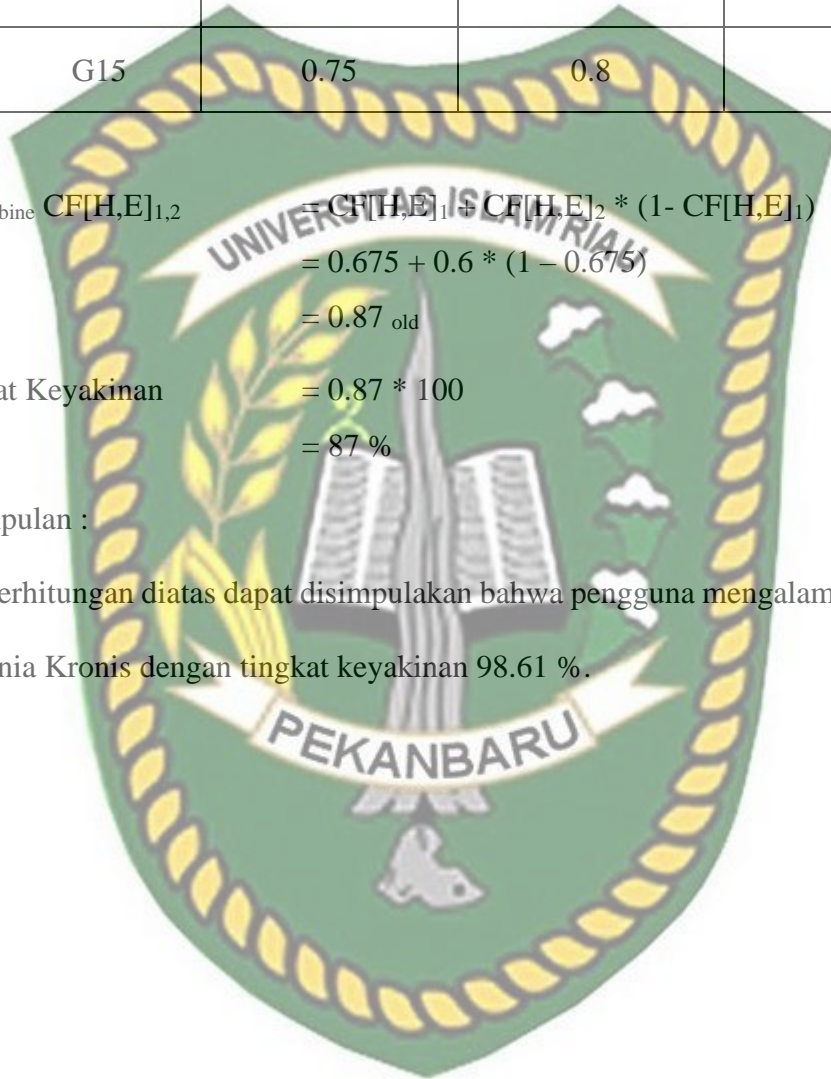 G15 0.75 0.8
bine CF[H,E]1,2 = CF[H,E]1 + CF[H,E]2 * (1- CF[H,E]1)
= 0.675 + 0.6 * (1 – 0.675)
= 0.87 old
at Keyakinan = 0.87 * 100
= 87 %
pulan :
erhitungan diatas dapat disimpulakan bahwa pengguna mengalam
nia Kronis dengan tingkat keyakinan 98.61 %.
UNIVERSITAS ISLAM RIAU
PEKANBARU